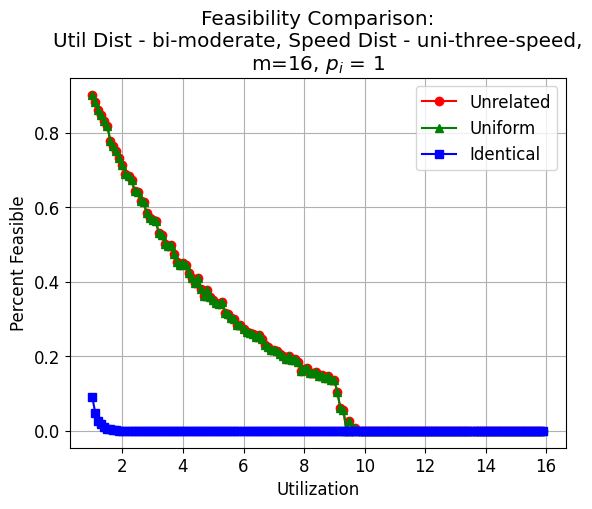 Feasibility Comparison:
Util Dist - bi-moderate, Speed Dist - uni-three-speed,
m=16, pᵢ = 1
Unrelated
Uniform
Identical
Percent Feasible
0.8
0.6
0.4
0.2
0.0
2 4 6 8 10 12 14 16
Utilization